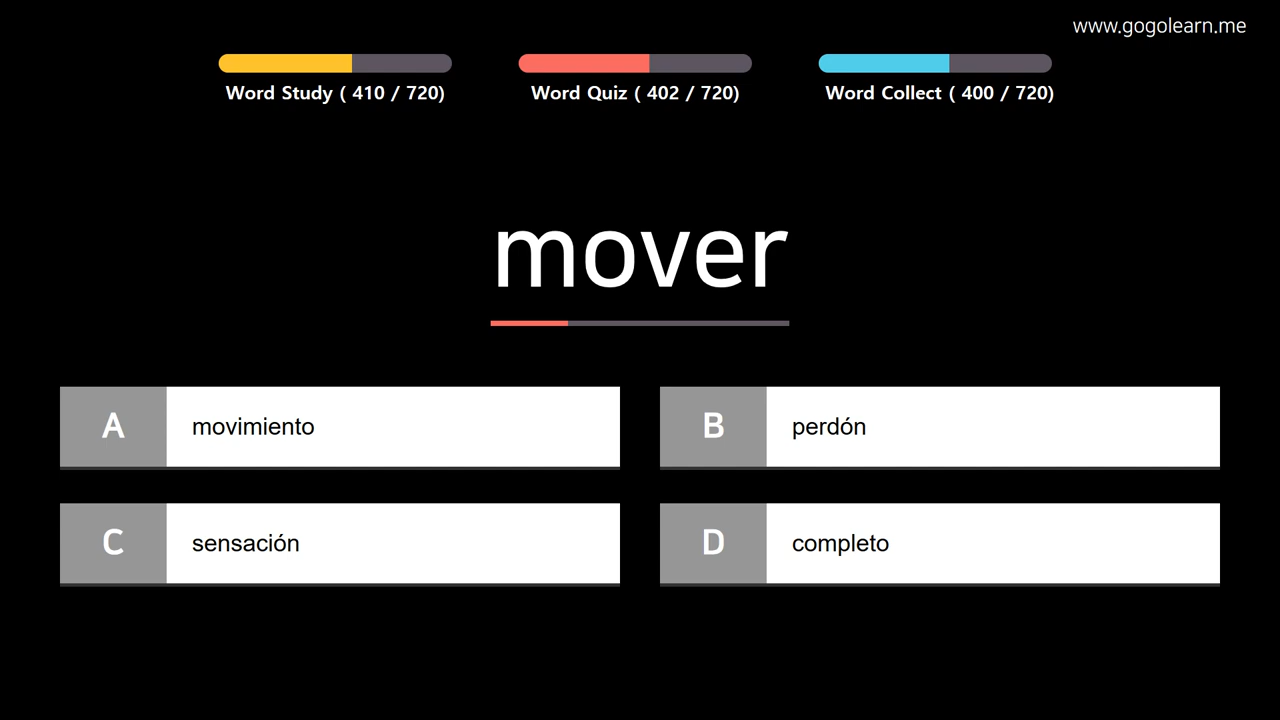 www.gogolearn.me
Word Study ( 410 / 720)
Word Quiz ( 402 / 720)
Word Collect ( 400 / 720)
mover
A movimiento
B perdón
C sensación
D completo